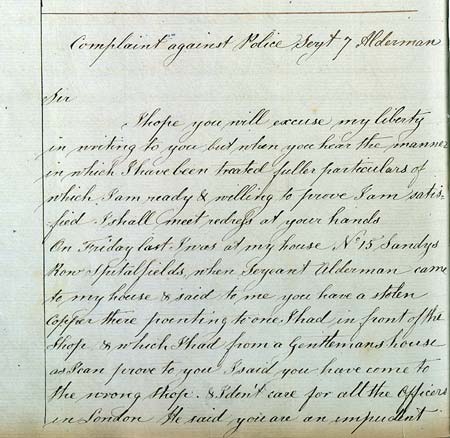 Complaint against Police Serjt 7 Alderman
Sir
I hope you will excuse my liberty
in writing to you but when you hear the manner
in which I have been treated fuller particulars of
which I am ready & willing to prove I am satis-
fied I shall meet redress at your hands
On Friday last I was at my house No 15 Sandys
Row Spitalfields, when Serjeant Alderman came
to my house & said to me you have a stolen
Copper there pointing to one I had in front of the
Shop & which I had from a Gentlemans house
as I can prove to you I said you have come to
the wrong shop. & I don't care for all the Officers
in London He said you are an impudent